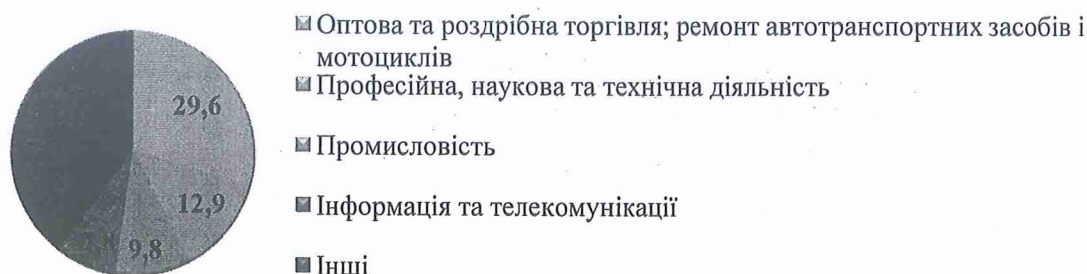 Оптова та роздрібна торгівля; ремонт автотранспортних засобів і
мотоциклів
Професійна, наукова та технічна діяльність
29,6
Промисловість
12,9
Інформація та телекомунікації
9,8
Інші